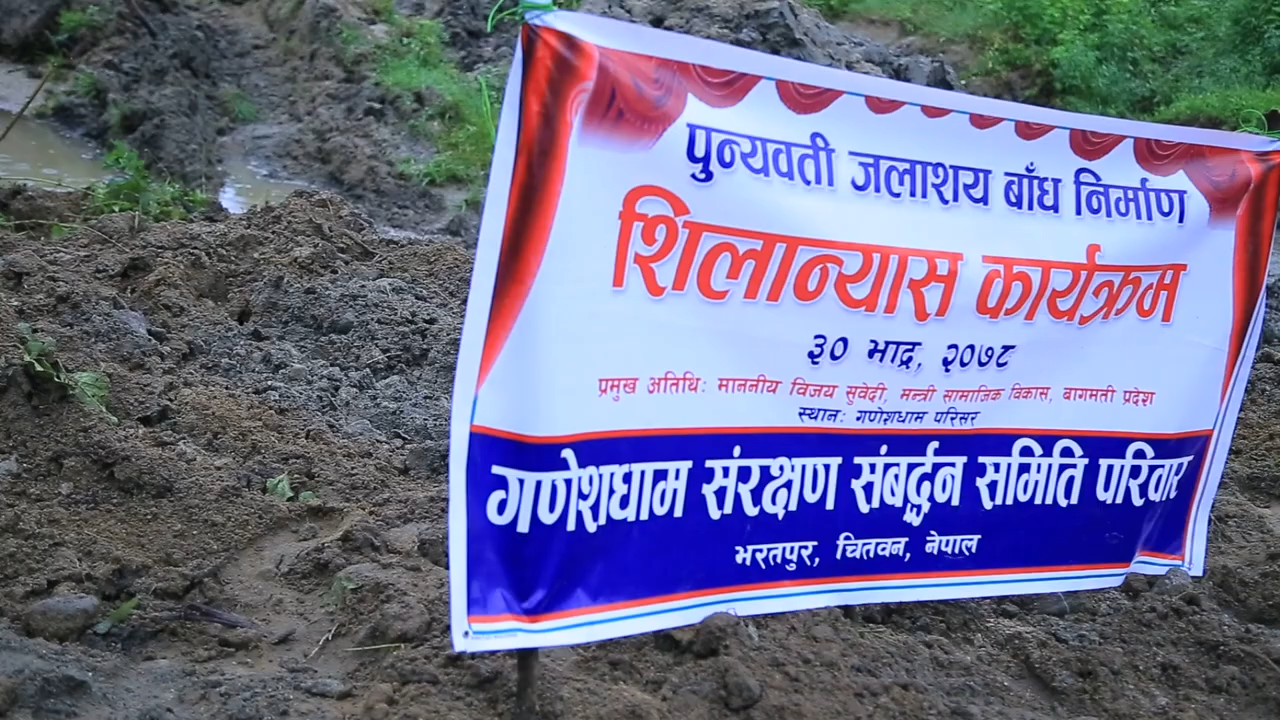 पुन्यवती जलाशय बाँध निर्माण
शिलान्यास कार्यक्रम
३० भाद्र, २०७८
प्रमुख अतिथि: माननीय विजय सुवेदी, मन्त्री सामाजिक विकास, बागमती प्रदेश
स्थान: गणेशधाम परिसर
गणेशधाम संरक्षण संबर्द्धन समिति परिवार
भरतपुर, चितवन, नेपाल